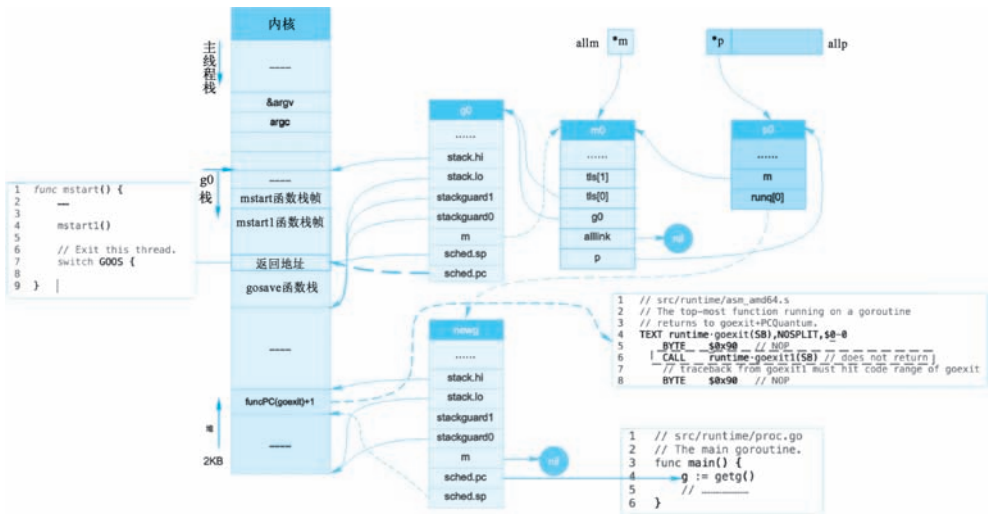 内核
主线程栈
&argv
argc
g0栈
mstart函数栈帧
mstart1函数栈帧
返回地址
gosave函数栈
funcPC(goexit)+1
堆
2KB
1 func mstart() {
2
3
4 mstart1()
5
6 // Exit this thread.
7 switch GOOS {
8
9 }
allm
*m
*p
allp
g0
......
stack.hi
stack.lo
stackguard1
stackguard0
m
sched.sp
sched.pc
m0
......
tls[1]
tls[0]
g0
alllink
p
nil
p0
......
m
runq[0]
newg
......
stack.hi
stack.lo
stackguard1
stackguard0
m
sched.pc
sched.sp
nil
1 // src/runtime/asm_amd64.s
2 // The top-most function running on a goroutine
3 // returns to goexit+PCQuantum.
4 TEXT runtime·goexit(SB),NOSPLIT,$0-0
5 BYTE $0x90 // NOP
6 CALL runtime·goexit1(SB) // does not return
7 // traceback from goexit1 must hit code range of goexit
8 BYTE $0x90 // NOP
1 // src/runtime/proc.go
2 // The main goroutine.
3 func main() {
4 g := getg()
5 // ..................
6 }